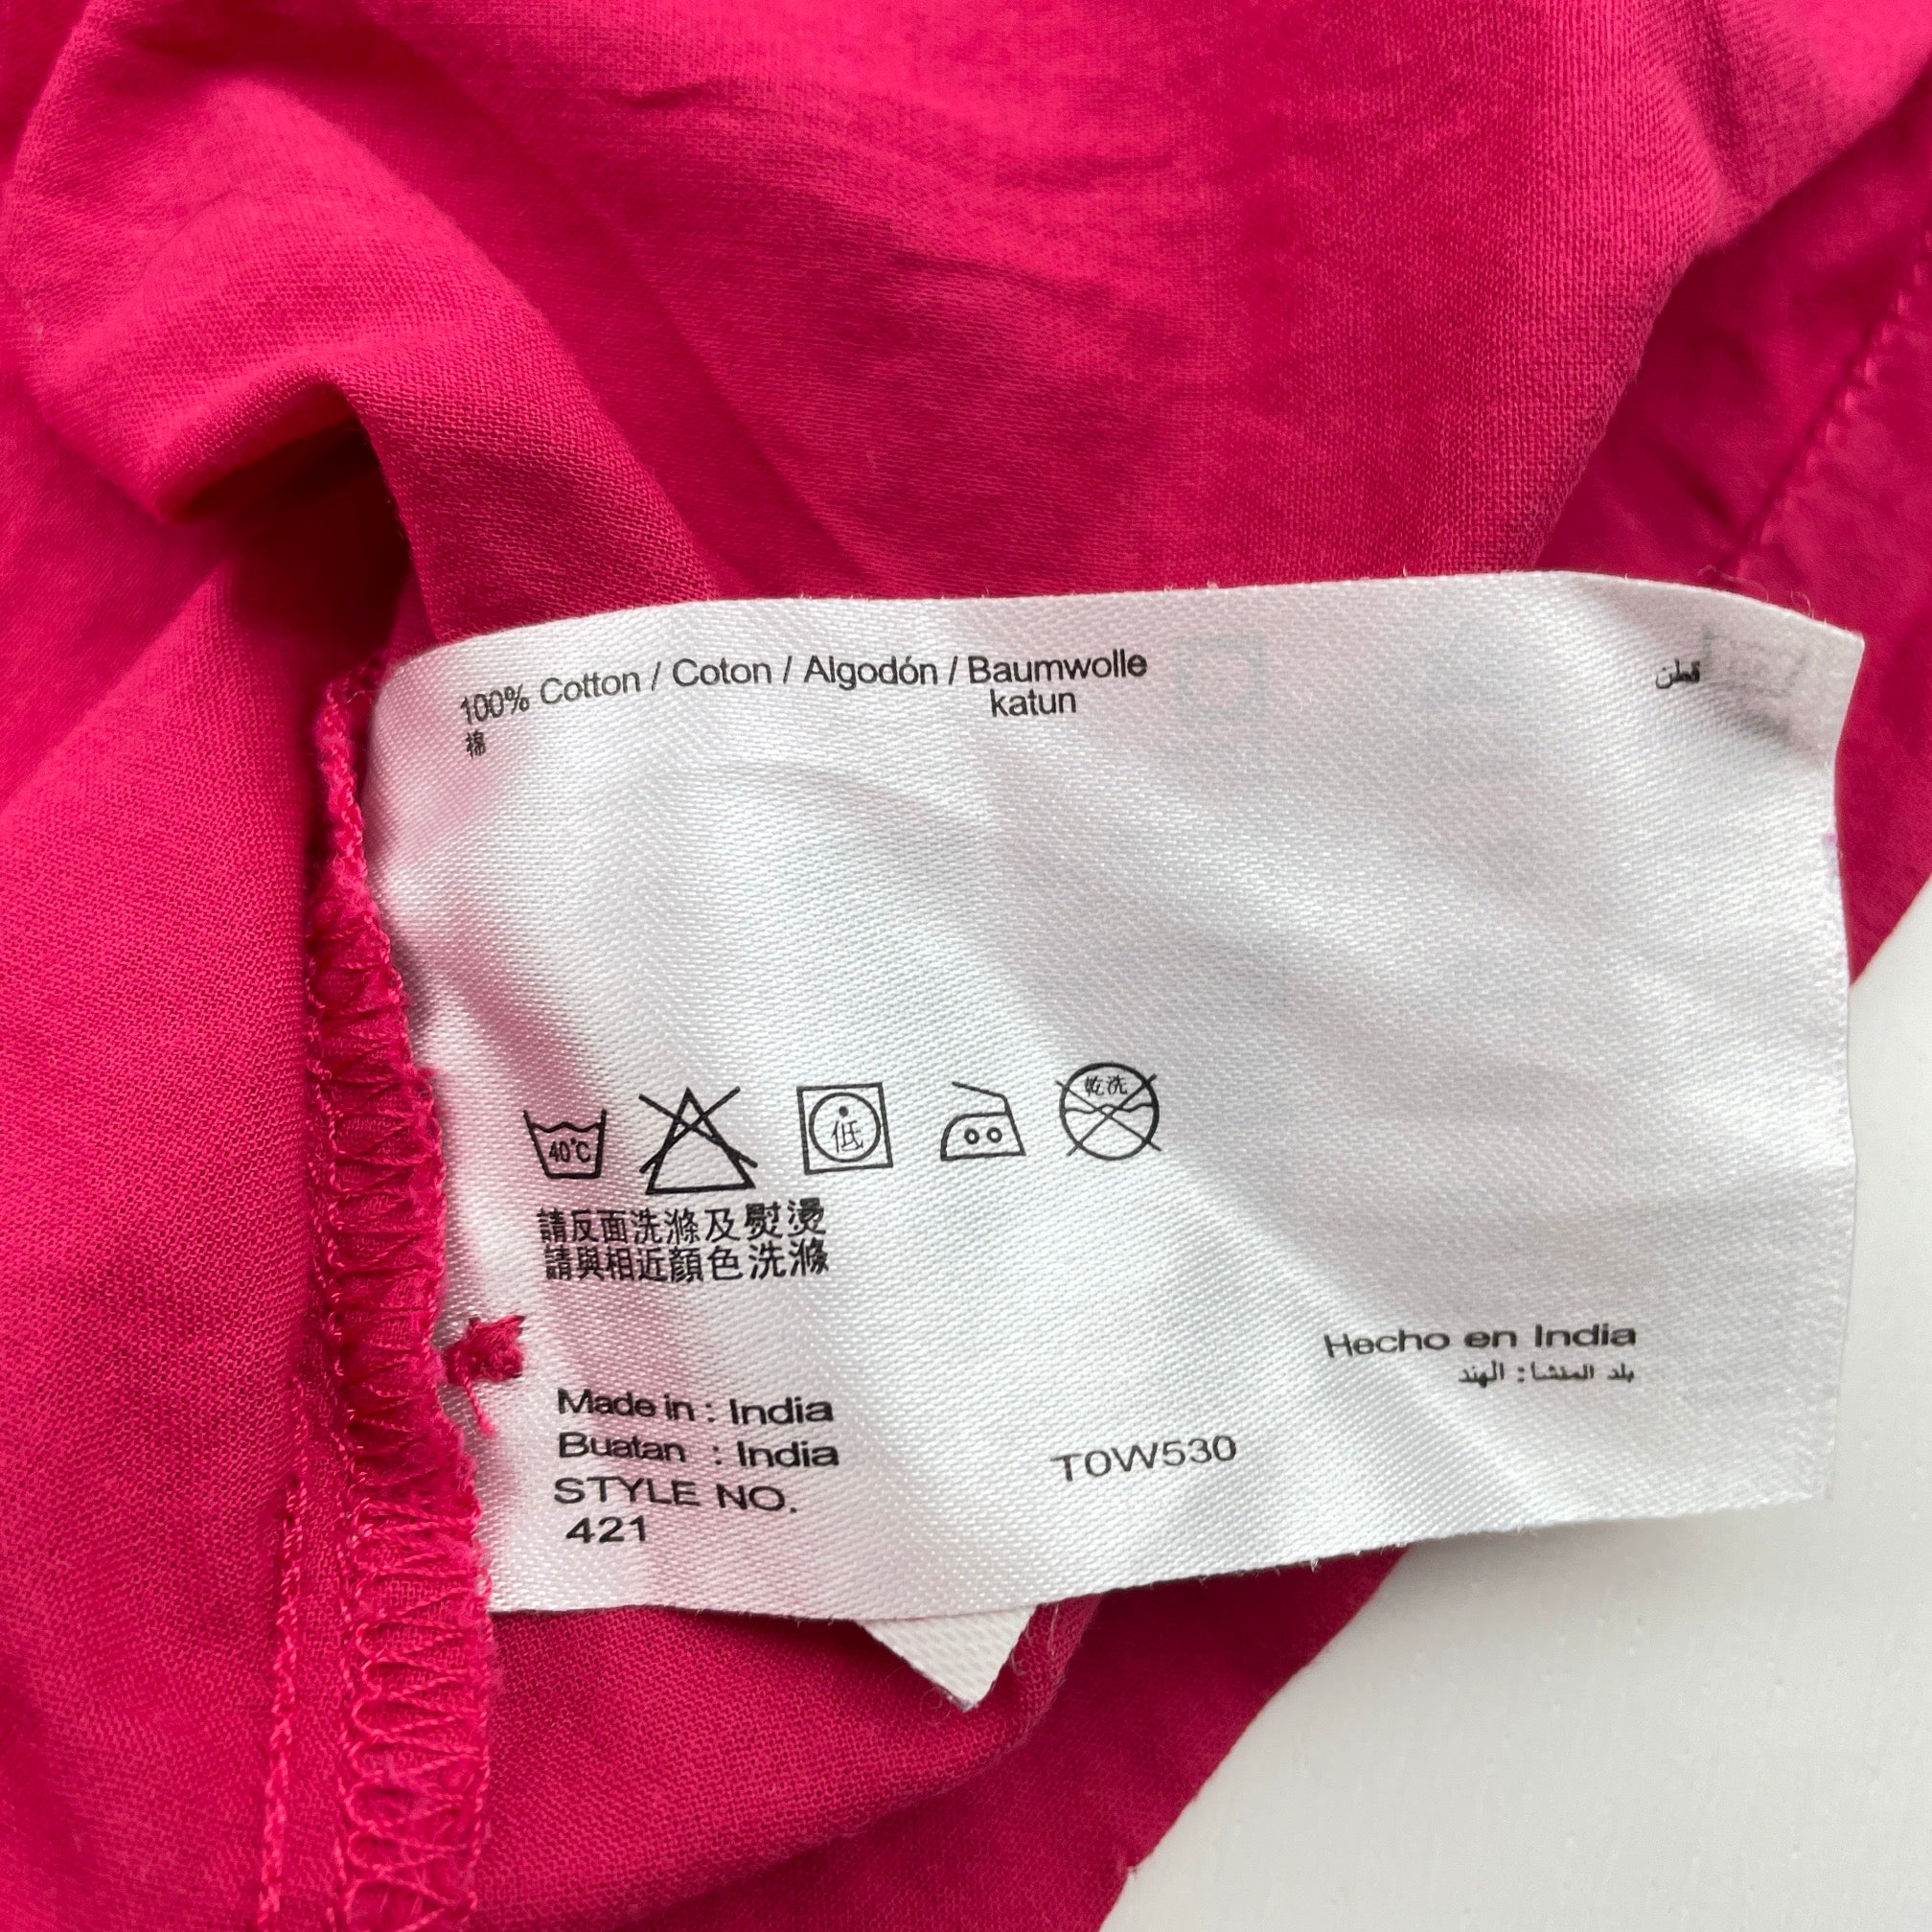 100% Cotton / Coton / Algodón / Baumwolle
katun
قطن
棉
40°C
低
乾洗
請反面洗滌及熨燙
請與相近顏色洗滌
Hecho en India
بلد المنشا: الهند
Made in : India
Buatan : India
STYLE NO.
421
TOW530